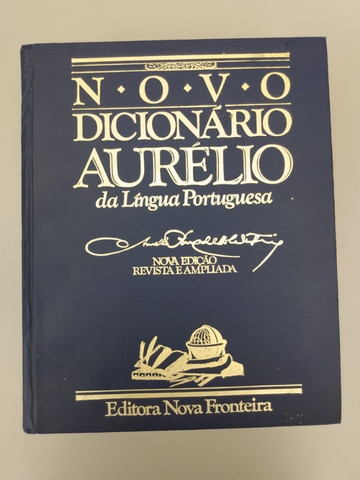 N·O·V·O
DICIONÁRIO
AURÉLIO
da Língua Portuguesa
NOVA EDIÇÃO
REVISTA E AMPLIADA
Editora Nova Fronteira